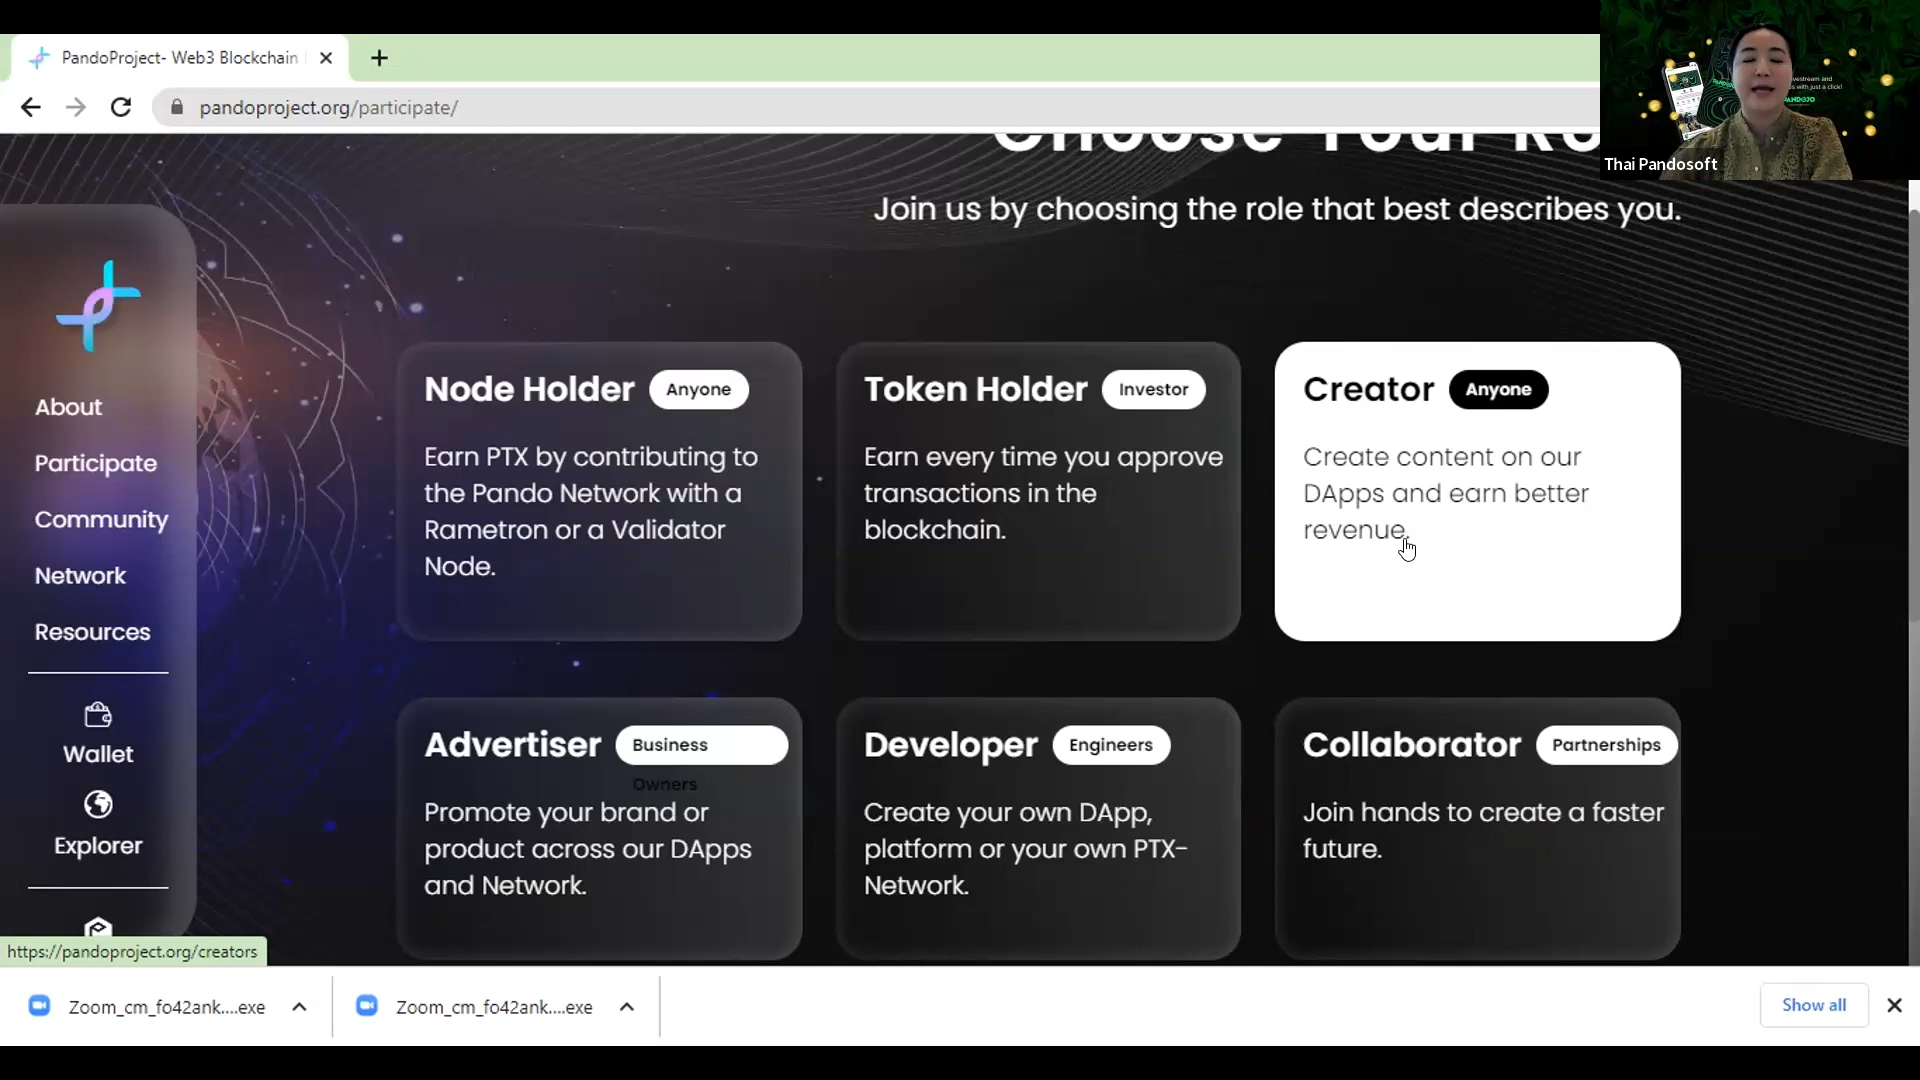 PandoProject- Web3 Blockchain
pandoproject.org/participate/
Thai Pandosoft
PANDOJO
Choose Your
Join us by choosing the role that best describes you.
About
Participate
Community
Network
Resources
Wallet
Explorer
Node Holder Anyone
Earn PTX by contributing to
the Pando Network with a
Rametron or a Validator
Node.
Token Holder Investor
Earn every time you approve
transactions in the
blockchain.
Creator Anyone
Create content on our
DApps and earn better
revenue.
Advertiser Business
Owners
Promote your brand or
product across our DApps
and Network.
Developer Engineers
Create your own DApp,
platform or your own PTX-
Network.
Collaborator Partnerships
Join hands to create a faster
future.
https://pandoproject.org/creators
Zoom_cm_fo42ank....exe
Zoom_cm_fo42ank....exe
Show all